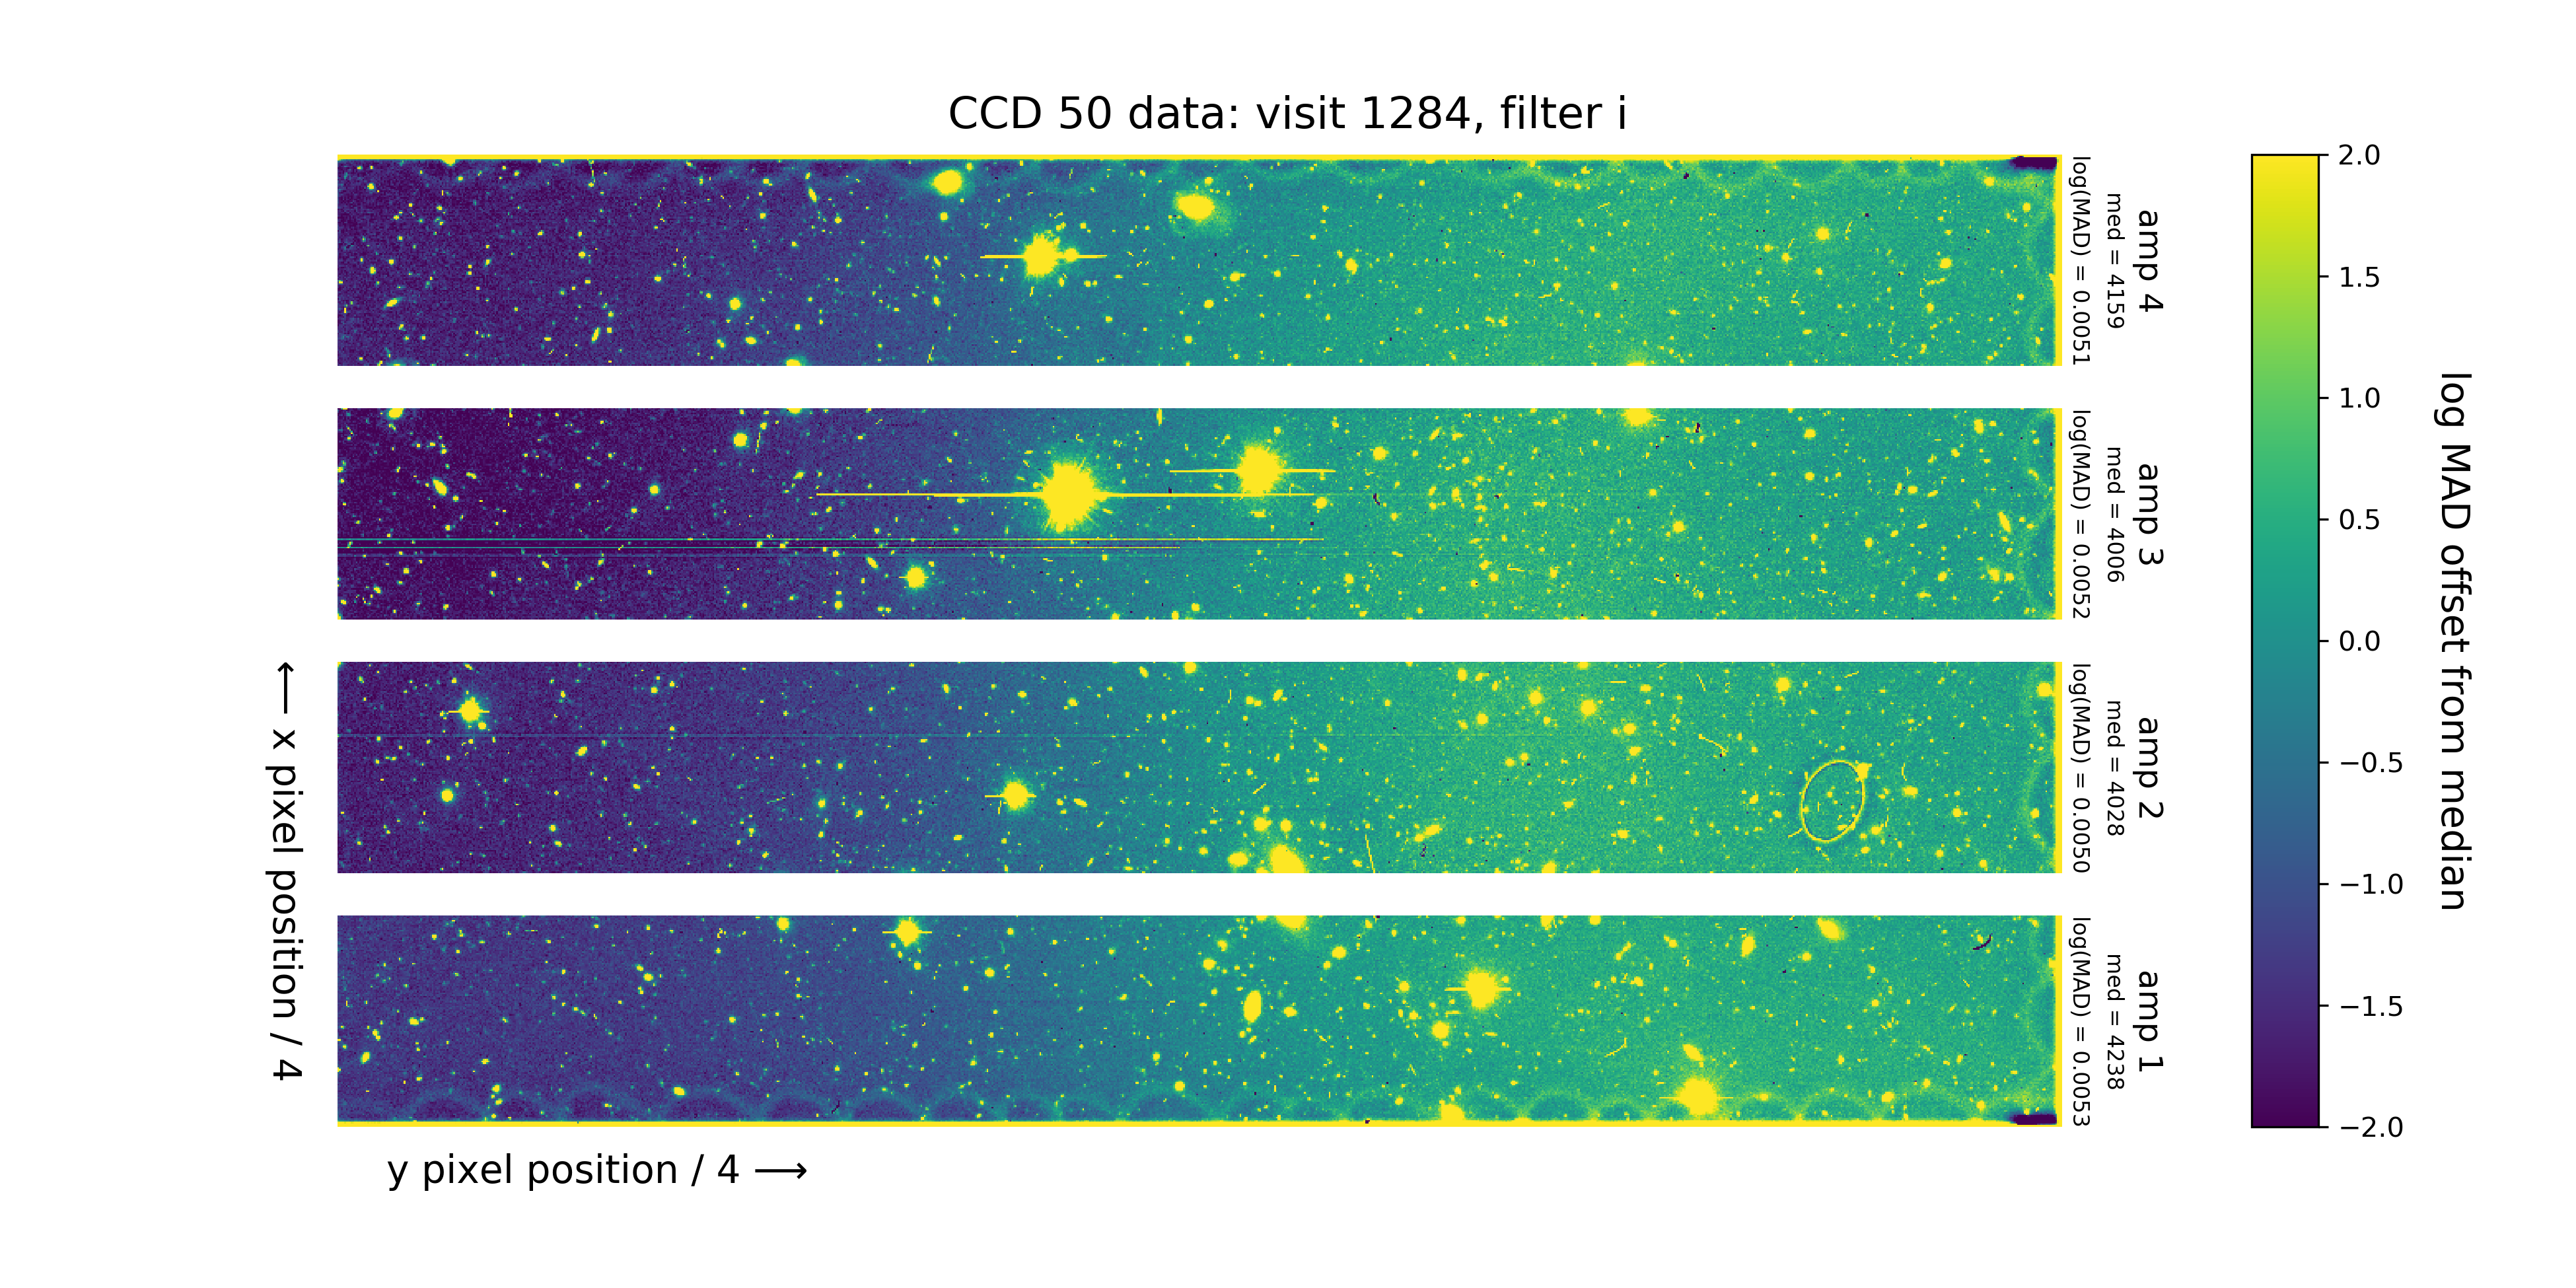 CCD 50 data: visit 1284, filter i
amp 4
med = 4159
log(MAD) = 0.0051
amp 3
med = 4006
log(MAD) = 0.0052
amp 2
med = 4028
log(MAD) = 0.0050
amp 1
med = 4238
log(MAD) = 0.0053
⟵ x pixel position / 4
y pixel position / 4 ⟶
2.0
1.5
1.0
0.5
0.0
−0.5
−1.0
−1.5
−2.0
log MAD offset from median